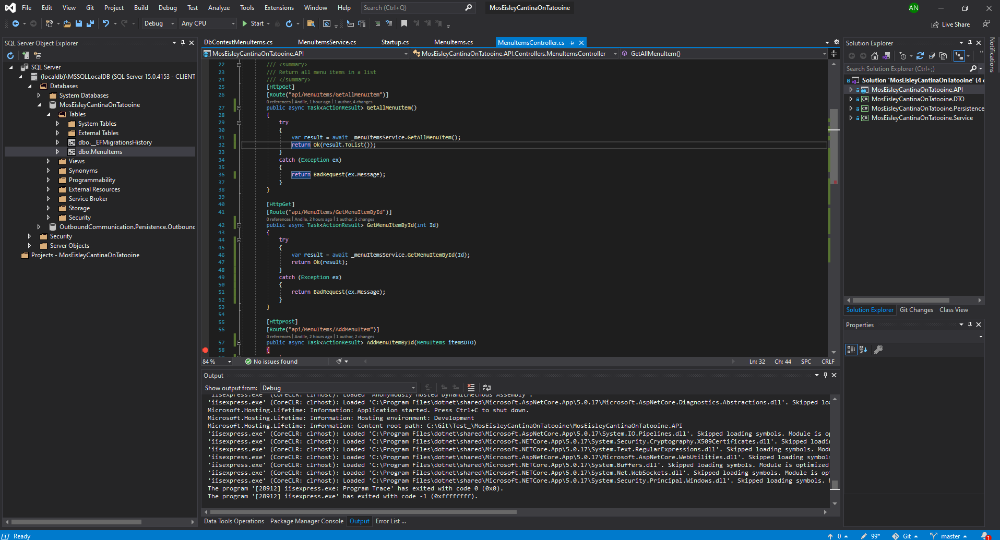 File Edit View Git Project Build Debug Test Analyze Tools Extensions Window Help Search (Ctrl+Q) MosEisleyCantinaOnTatooine AN
Debug Any CPU Start Live Share
SQL Server Object Explorer
SQL Server
(localdb)\MSSQLLocalDB (SQL Server 15.0.4153 - CLIENT
Databases
System Databases
MosEisleyCantinaOnTatooine
Tables
System Tables
External Tables
dbo.__EFMigrationsHistory
dbo.MenuItems
Views
Synonyms
Programmability
External Resources
Service Broker
Storage
Security
OutboundCommunication.Persistence.Outbound
Security
Server Objects
Projects - MosEisleyCantinaOnTatooine
DbContextMenuItems.cs MenuItemsService.cs Startup.cs MenuItems.cs MenuItemsController.cs
MosEisleyCantinaOnTatooine.API MosEisleyCantinaOnTatooine.API.Controllers.MenuItemsController GetAllMenuItem()
22 /// <summary>
23 /// Return all menu items in a list
24 /// </summary>
25 [HttpGet]
26 [Route("api/MenuItems/GetAllMenuItem")]
0 references | Andile, 1 hour ago | 1 author, 4 changes
27 public async Task<ActionResult> GetAllMenuItem()
28 {
29 try
30 {
31 var result = await _menuItemsService.GetAllMenuItem();
32 return Ok(result.ToList());
33 }
34 catch (Exception ex)
35 {
36 return BadRequest(ex.Message);
37 }
38 }
39
40 [HttpGet]
41 [Route("api/MenuItems/GetMenuItemById")]
0 references | Andile, 2 hours ago | 1 author, 3 changes
42 public async Task<ActionResult> GetMenuItemById(int Id)
43 {
44 try
45 {
46 var result = await _menuItemsService.GetMenuItemById(Id);
47 return Ok(result);
48 }
49 catch (Exception ex)
50 {
51 return BadRequest(ex.Message);
52 }
53 }
54
55 [HttpPost]
56 [Route("api/MenuItems/AddMenuItem")]
0 references | Andile, 2 hours ago | 1 author, 2 changes
57 public async Task<ActionResult> AddMenuItemById(MenuItems itemsDTO)
58 {
84 % No issues found Ln: 32 Ch: 44 SPC CRLF
Output
Show output from: Debug
'iisexpress.exe' (CoreCLR: clrhost): Loaded 'Anonymously Hosted DynamicMethods Assembly'.
'iisexpress.exe' (CoreCLR: clrhost): Loaded 'C:\Program Files\dotnet\shared\Microsoft.AspNetCore.App\5.0.17\Microsoft.AspNetCore.Diagnostics.Abstractions.dll'. Skipped loa
Microsoft.Hosting.Lifetime: Information: Application started. Press Ctrl+C to shut down.
Microsoft.Hosting.Lifetime: Information: Hosting environment: Development
Microsoft.Hosting.Lifetime: Information: Content root path: C:\Git\Test_\MosEisleyCantinaOnTatooine\MosEisleyCantinaOnTatooine.API
'iisexpress.exe' (CoreCLR: clrhost): Loaded 'C:\Program Files\dotnet\shared\Microsoft.AspNetCore.App\5.0.17\System.IO.Pipelines.dll'. Skipped loading symbols. Module is op
'iisexpress.exe' (CoreCLR: clrhost): Loaded 'C:\Program Files\dotnet\shared\Microsoft.NETCore.App\5.0.17\System.Security.Cryptography.X509Certificates.dll'. Skipped loadin
'iisexpress.exe' (CoreCLR: clrhost): Loaded 'C:\Program Files\dotnet\shared\Microsoft.NETCore.App\5.0.17\System.Text.RegularExpressions.dll'. Skipped loading symbols. Modu
'iisexpress.exe' (CoreCLR: clrhost): Loaded 'C:\Program Files\dotnet\shared\Microsoft.AspNetCore.App\5.0.17\Microsoft.AspNetCore.WebUtilities.dll'. Skipped loading symbols
'iisexpress.exe' (CoreCLR: clrhost): Loaded 'C:\Program Files\dotnet\shared\Microsoft.NETCore.App\5.0.17\System.Buffers.dll'. Skipped loading symbols. Module is optimized
'iisexpress.exe' (CoreCLR: clrhost): Loaded 'C:\Program Files\dotnet\shared\Microsoft.NETCore.App\5.0.17\System.Net.WebSockets.dll'. Skipped loading symbols. Module is opt
'iisexpress.exe' (CoreCLR: clrhost): Loaded 'C:\Program Files\dotnet\shared\Microsoft.NETCore.App\5.0.17\System.Security.Principal.Windows.dll'. Skipped loading symbols.
The program '[28912] iisexpress.exe: Program Trace' has exited with code 0 (0x0).
The program '[28912] iisexpress.exe' has exited with code -1 (0xffffffff).
Data Tools Operations Package Manager Console Output Error List ...
Solution Explorer
Search Solution Explorer (Ctrl+;)
Solution 'MosEisleyCantinaOnTatooine' (4 o
MosEisleyCantinaOnTatooine.API
MosEisleyCantinaOnTatooine.DTO
MosEisleyCantinaOnTatooine.Persistence
MosEisleyCantinaOnTatooine.Service
Solution Explorer Git Changes Class View
Properties
Notifications
Ready 0 99* Git master 1